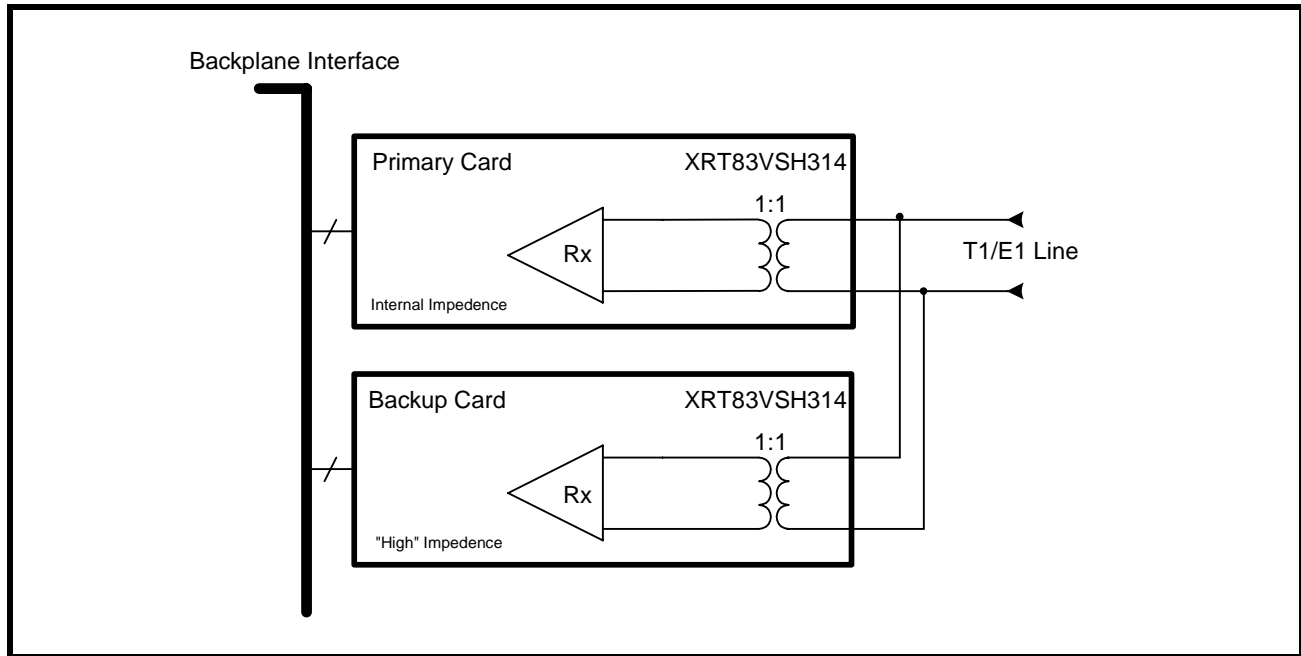 Backplane Interface
Primary Card
XRT83VSH314
1:1
Rx
T1/E1 Line
Internal Impedence
Backup Card
XRT83VSH314
1:1
Rx
"High" Impedence